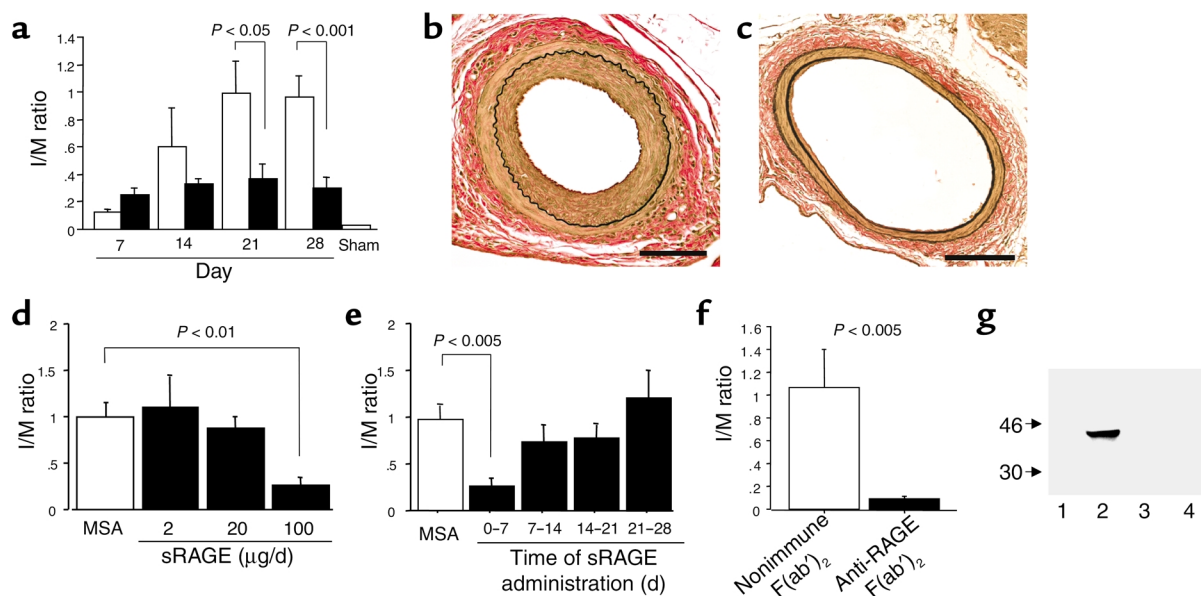 a
1.4
1.2
1
.8
.6
.4
.2
0
I/M ratio
P < 0.05
P < 0.001
7 14 21 28 Sham
Day
b
c
d
2
1.5
1
.5
0
I/M ratio
P < 0.01
MSA 2 20 100
sRAGE (μg/d)
e
2
1.5
1
.5
0
I/M ratio
P < 0.005
MSA 0–7 7–14 14–21 21–28
Time of sRAGE
administration (d)
f
1.6
1.4
1.2
1.0
.8
.6
.4
.2
0
I/M ratio
P < 0.005
Nonimmune
F(ab′)2
Anti-RAGE
F(ab′)2
g
46
30
1 2 3 4